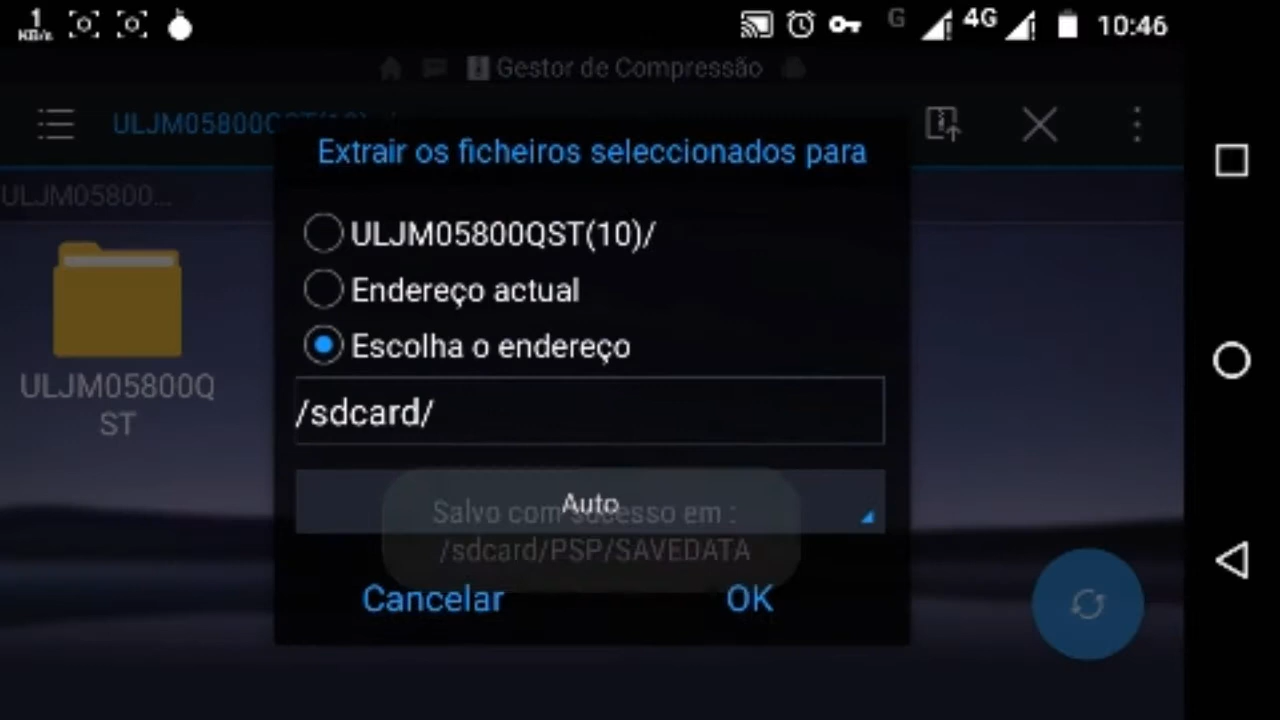 1
KB/s
G
4G
10:46
Gestor de Compressão
ULJM05800QST(10)
Extrair os ficheiros seleccionados para
ULJM05800...
ULJM05800QST(10)/
Endereço actual
Escolha o endereço
ULJM05800Q
ST
/sdcard/
Auto
Salvo com sucesso em :
/sdcard/PSP/SAVEDATA
Cancelar
OK